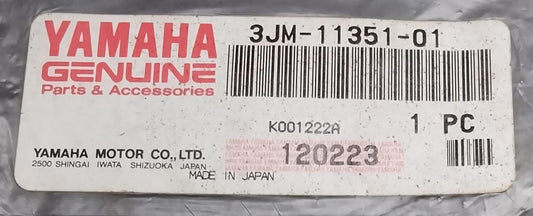 YAMAHA
GENUINE
Parts & Accessories
3JM-11351-01
K001222A
1 PC
YAMAHA MOTOR CO., LTD.
120223
2500 SHINGAI IWATA SHIZUOKA JAPAN
MADE IN JAPAN